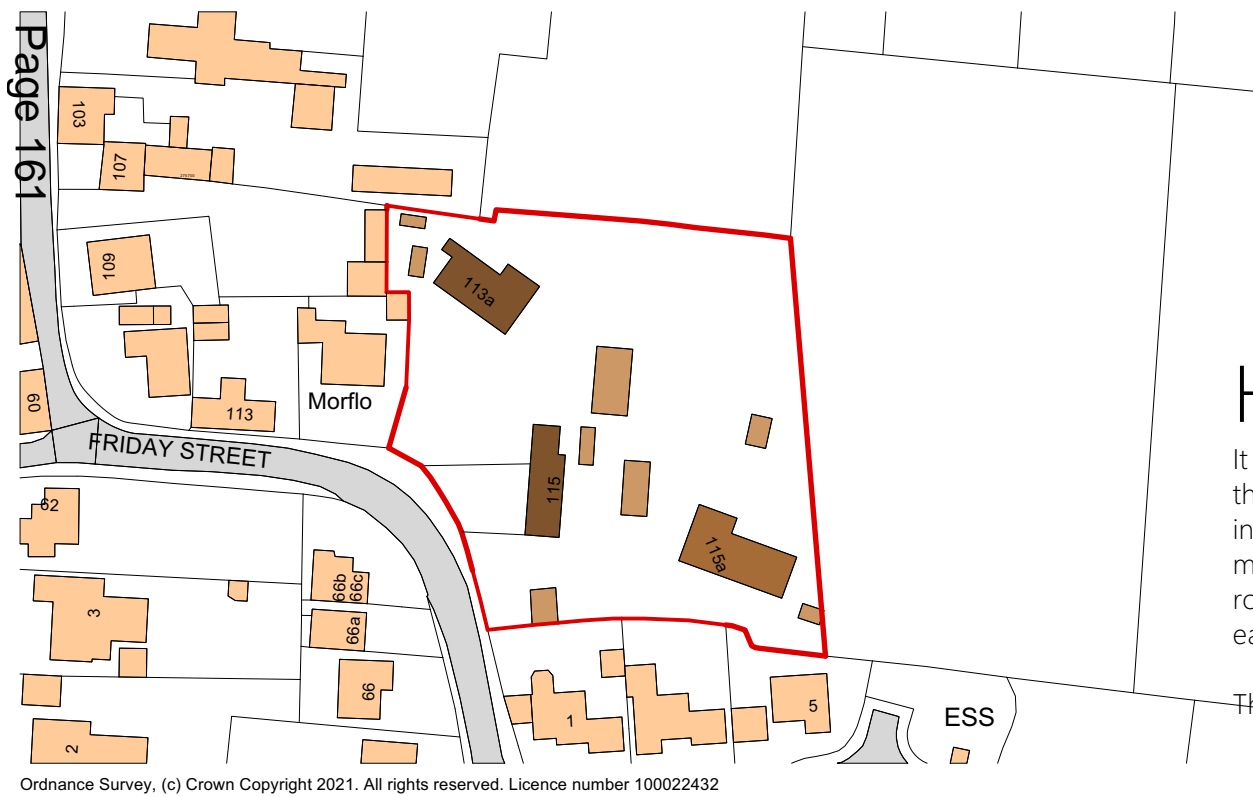 Page 161
103
107
109
113a
Morflo
60
113
FRIDAY STREET
115
62
115a
66b
66c
3
66a
66
1
5
ESS
2
H
It
th
in
m
ro
ea
Th
Ordnance Survey, (c) Crown Copyright 2021. All rights reserved. Licence number 100022432